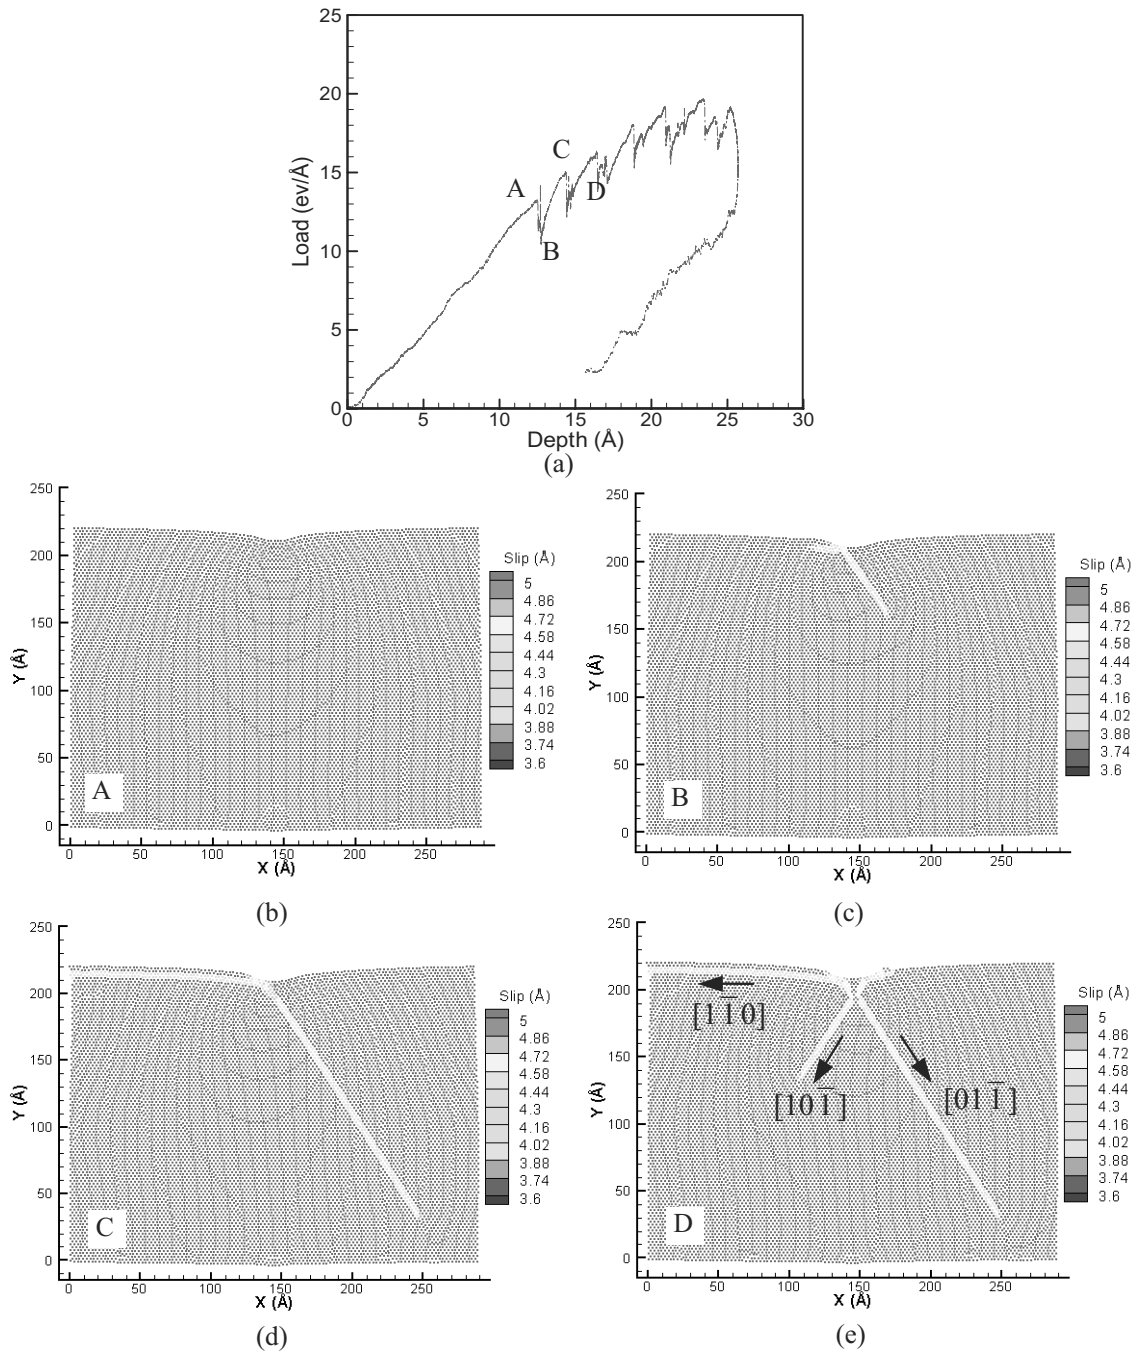 25
20
15
10
5
0
Load (ev/Å)
A
B
C
D
0 5 10 15 20 25 30
Depth (Å)
(a)
250
200
150
100
50
0
Y (Å)
A
0 50 100 150 200 250
X (Å)
Slip (Å)
5
4.86
4.72
4.58
4.44
4.3
4.16
4.02
3.88
3.74
3.6
(b)
250
200
150
100
50
0
Y (Å)
B
0 50 100 150 200 250
X (Å)
Slip (Å)
5
4.86
4.72
4.58
4.44
4.3
4.16
4.02
3.88
3.74
3.6
(c)
250
200
150
100
50
0
Y (Å)
C
0 50 100 150 200 250
X (Å)
Slip (Å)
5
4.86
4.72
4.58
4.44
4.3
4.16
4.02
3.88
3.74
3.6
(d)
250
200
150
100
50
0
Y (Å)
[11̅0]
[101̅]
[011̅]
D
0 50 100 150 200 250
X (Å)
Slip (Å)
5
4.86
4.72
4.58
4.44
4.3
4.16
4.02
3.88
3.74
3.6
(e)